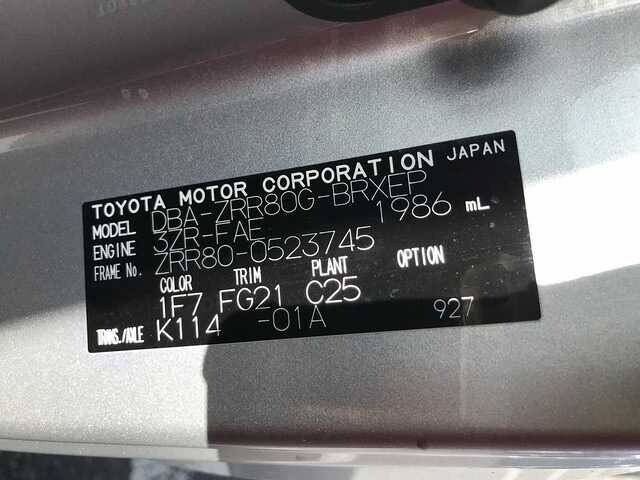 TOYOTA MOTOR CORPORATION JAPAN
MODEL DBA-ZRR80G-BRXEP
ENGINE 3ZR-FAE 1986 mL
FRAME No. ZRR80-0523745
COLOR TRIM PLANT OPTION
1F7 FG21 C25
TRNS./AXLE K114 -01A 927